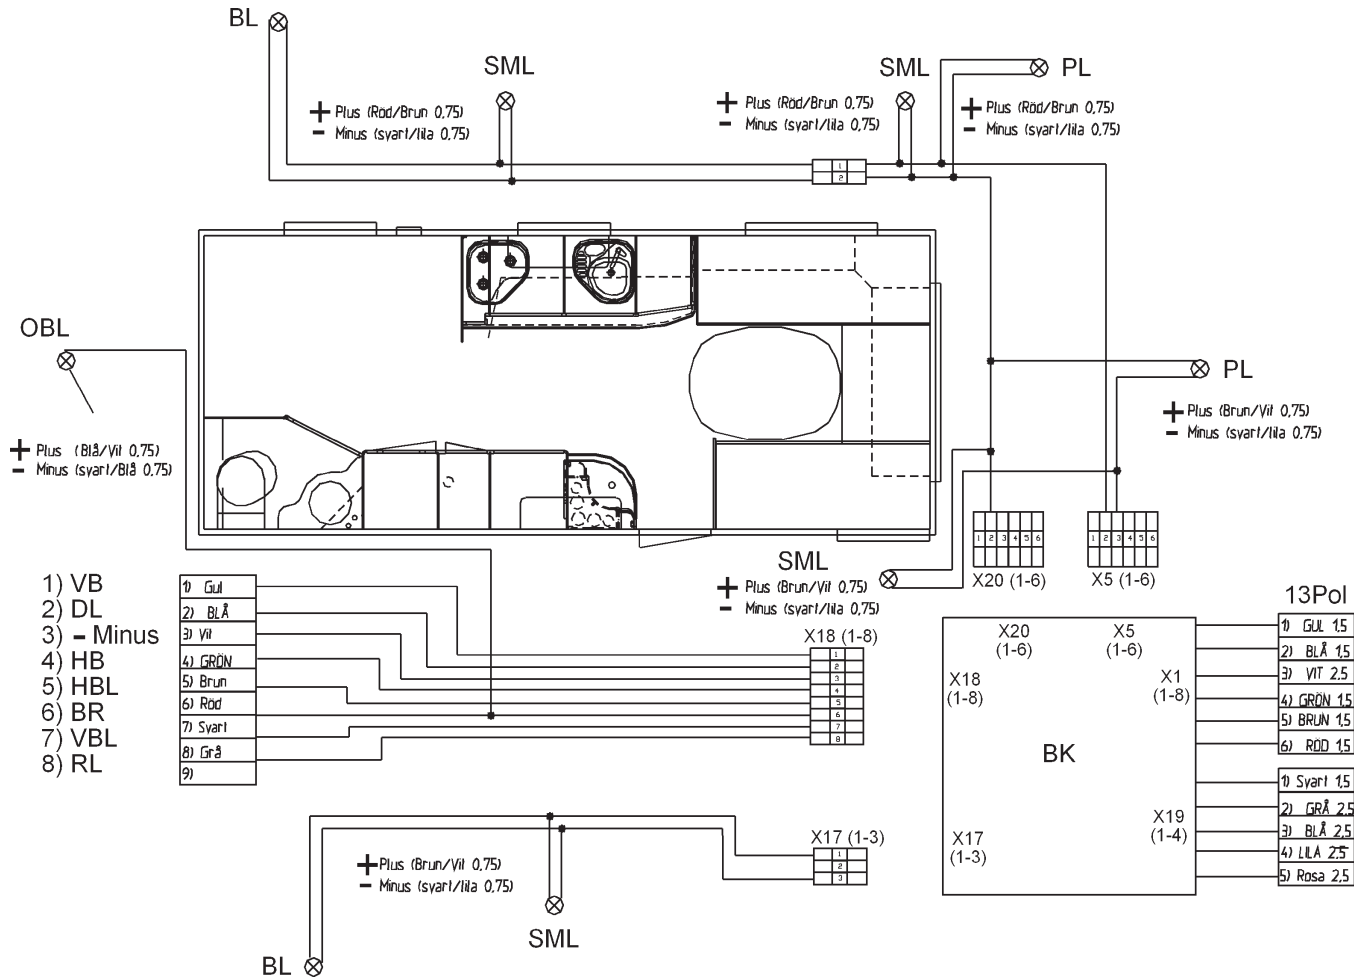 BL
SML
SML
PL
+ Plus (Röd/Brun 0,75)
- Minus (svart/lila 0,75)
+ Plus (Röd/Brun 0,75)
- Minus (svart/lila 0,75)
+ Plus (Röd/Brun 0,75)
- Minus (svart/lila 0,75)
1
2
OBL
+ Plus (Blå/Vit 0,75)
- Minus (svart/Blå 0,75)
PL
+ Plus (Brun/Vit 0,75)
- Minus (svart/lila 0,75)
1 2 3 4 5 6
X20 (1-6)
1 2 3 4 5 6
X5 (1-6)
SML
+ Plus (Brun/Vit 0,75)
- Minus (svart/lila 0,75)
1) VB
2) DL
3) - Minus
4) HB
5) HBL
6) BR
7) VBL
8) RL
1) Gul
2) BLÅ
3) Vit
4) GRÖN
5) Brun
6) Röd
7) Svart
8) Grå
9)
X18 (1-8)
1
2
3
4
5
6
7
8
X20
(1-6)
X5
(1-6)
X18
(1-8)
X1
(1-8)
BK
X17
(1-3)
X19
(1-4)
13Pol
1) GUL 1,5
2) BLÅ 1,5
3) VIT 2,5
4) GRÖN 1,5
5) BRUN 1,5
6) RÖD 1,5
1) Svart 1,5
2) GRÅ 2,5
3) BLÅ 2,5
4) LILA 2,5
5) Rosa 2,5
X17 (1-3)
1
2
3
+ Plus (Brun/Vit 0,75)
- Minus (svart/lila 0,75)
SML
BL